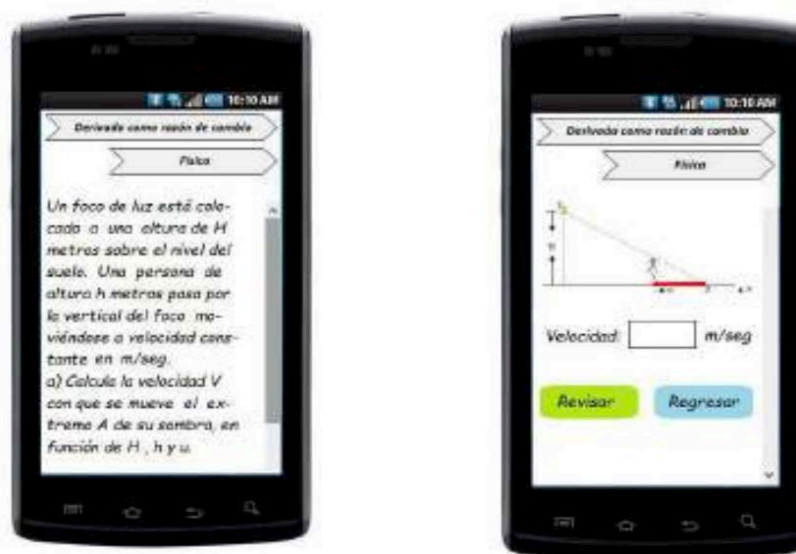 10:10 AM
Derivada como razón de cambio
Física
Un foco de luz está colo-
cado a una altura de H
metros sobre el nivel del
suelo. Una persona de
altura h metros pasa por
la vertical del foco mo-
viéndose a velocidad cons-
tante en m/seg.
a) Calcula la velocidad V
con que se mueve el ex-
tremo A de su sombra, en
función de H, h y u.
10:10 AM
Derivada como razón de cambio
Física
Velocidad: m/seg
Revisar Regresar